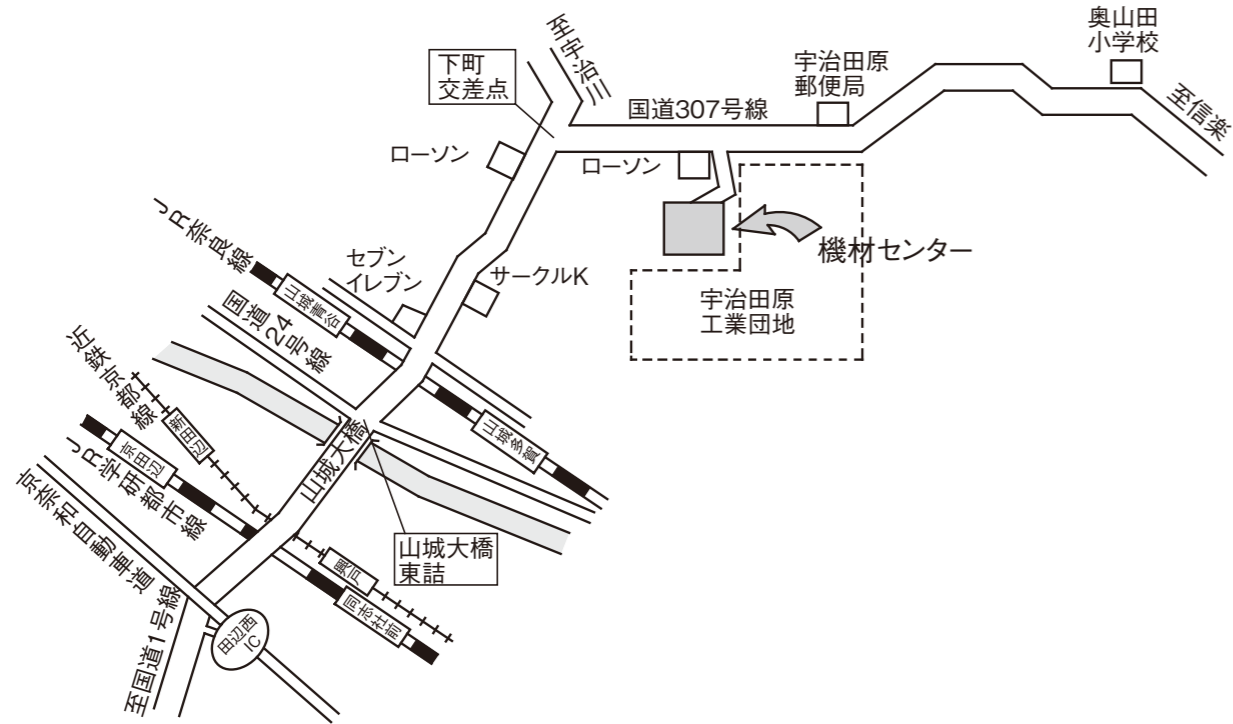 奥山田
小学校
至宇治川
下町
交差点
宇治田原
郵便局
国道307号線
至信楽
ローソン
ローソン
JR奈良線
セブン
イレブン
サークルK
機材センター
山城青谷
国道24号線
宇治田原
工業団地
近鉄京都線
新田辺
山城多賀
京田辺
JR学研都市線
山城大橋
京奈和自動車道
山城大橋
東詰
興戸
同志社前
田辺西
IC
至国道1号線